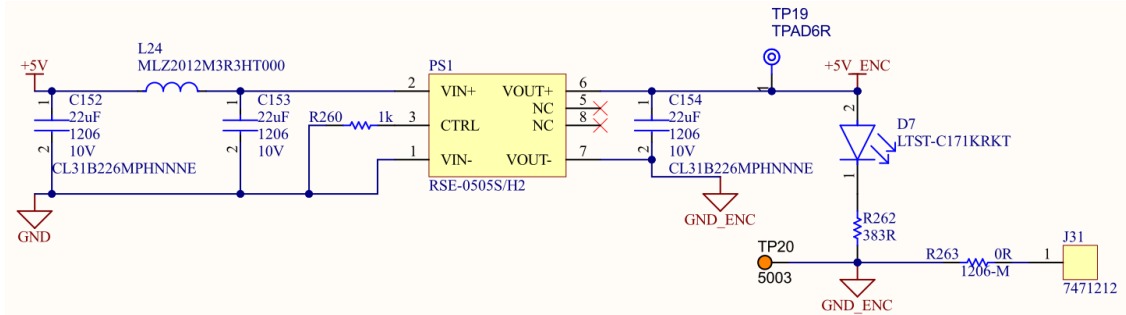 TP19
TPAD6R
L24
MLZ2012M3R3HT000
+5V
PS1
+5V_ENC
1
C152
22uF
1206
10V
2
CL31B226MPHNNNE
1
C153
22uF
1206
10V
2
R260
1k
2
VIN+
VOUT+
6
NC
5
3
CTRL
NC
8
1
VIN-
VOUT-
7
RSE-0505S/H2
1
C154
22uF
1206
10V
2
CL31B226MPHNNNE
1
2
D7
LTST-C171KRKT
1
GND
GND_ENC
R262
383R
TP20
5003
R263
0R
1206-M
1
J31
7471212
GND_ENC